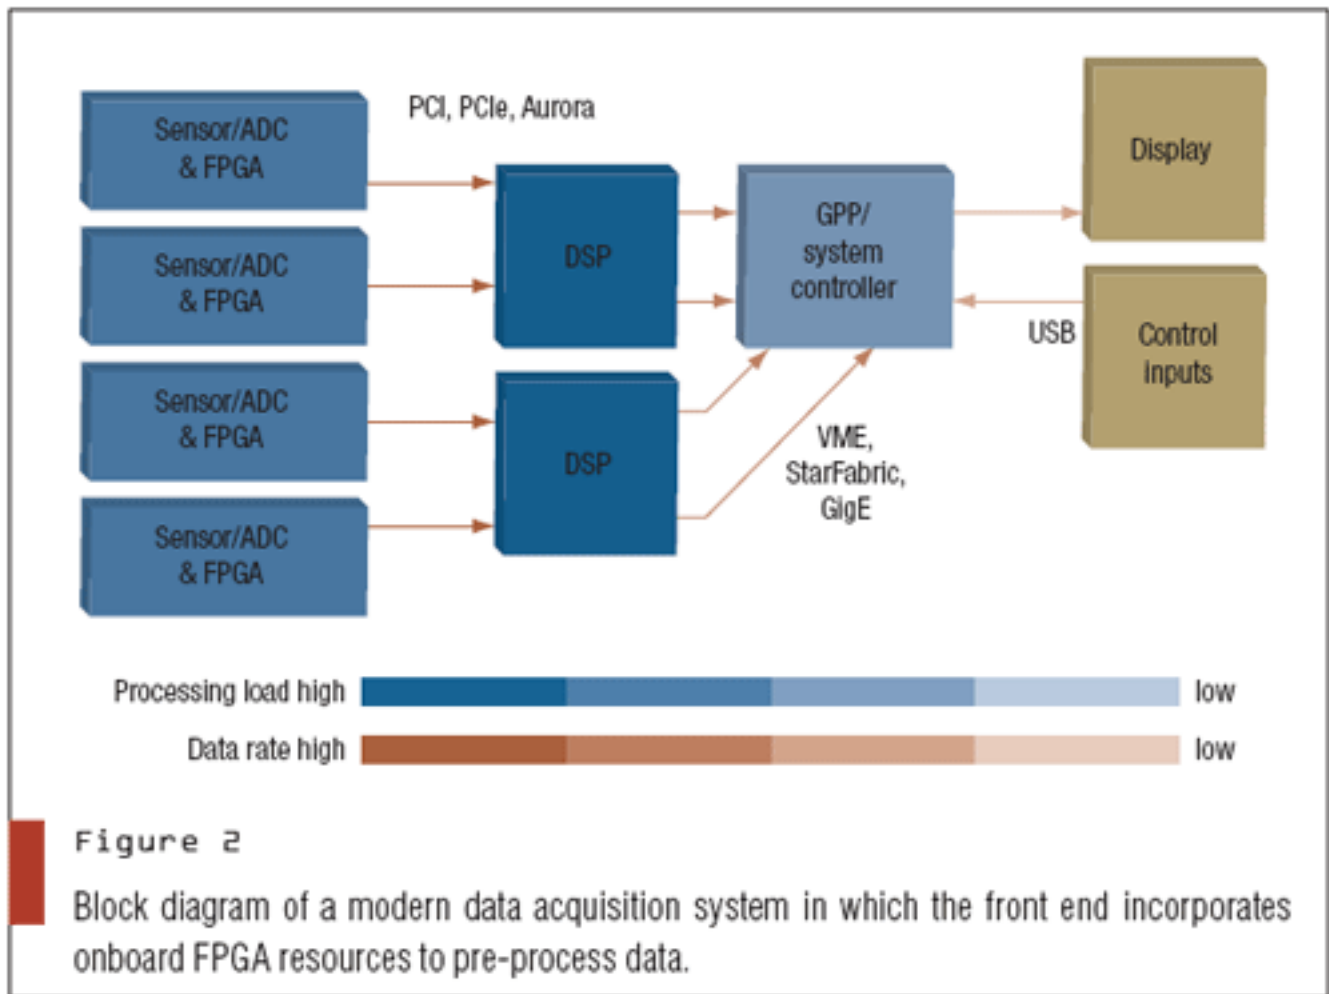 PCI, PCIe, Aurora
Sensor/ADC
& FPGA
Sensor/ADC
& FPGA
Sensor/ADC
& FPGA
Sensor/ADC
& FPGA
DSP
DSP
GPP/
system
controller
Display
USB
Control
inputs
VME,
StarFabric,
GigE
Processing load high
low
Data rate high
low
Figure 2
Block diagram of a modern data acquisition system in which the front end incorporates
onboard FPGA resources to pre-process data.